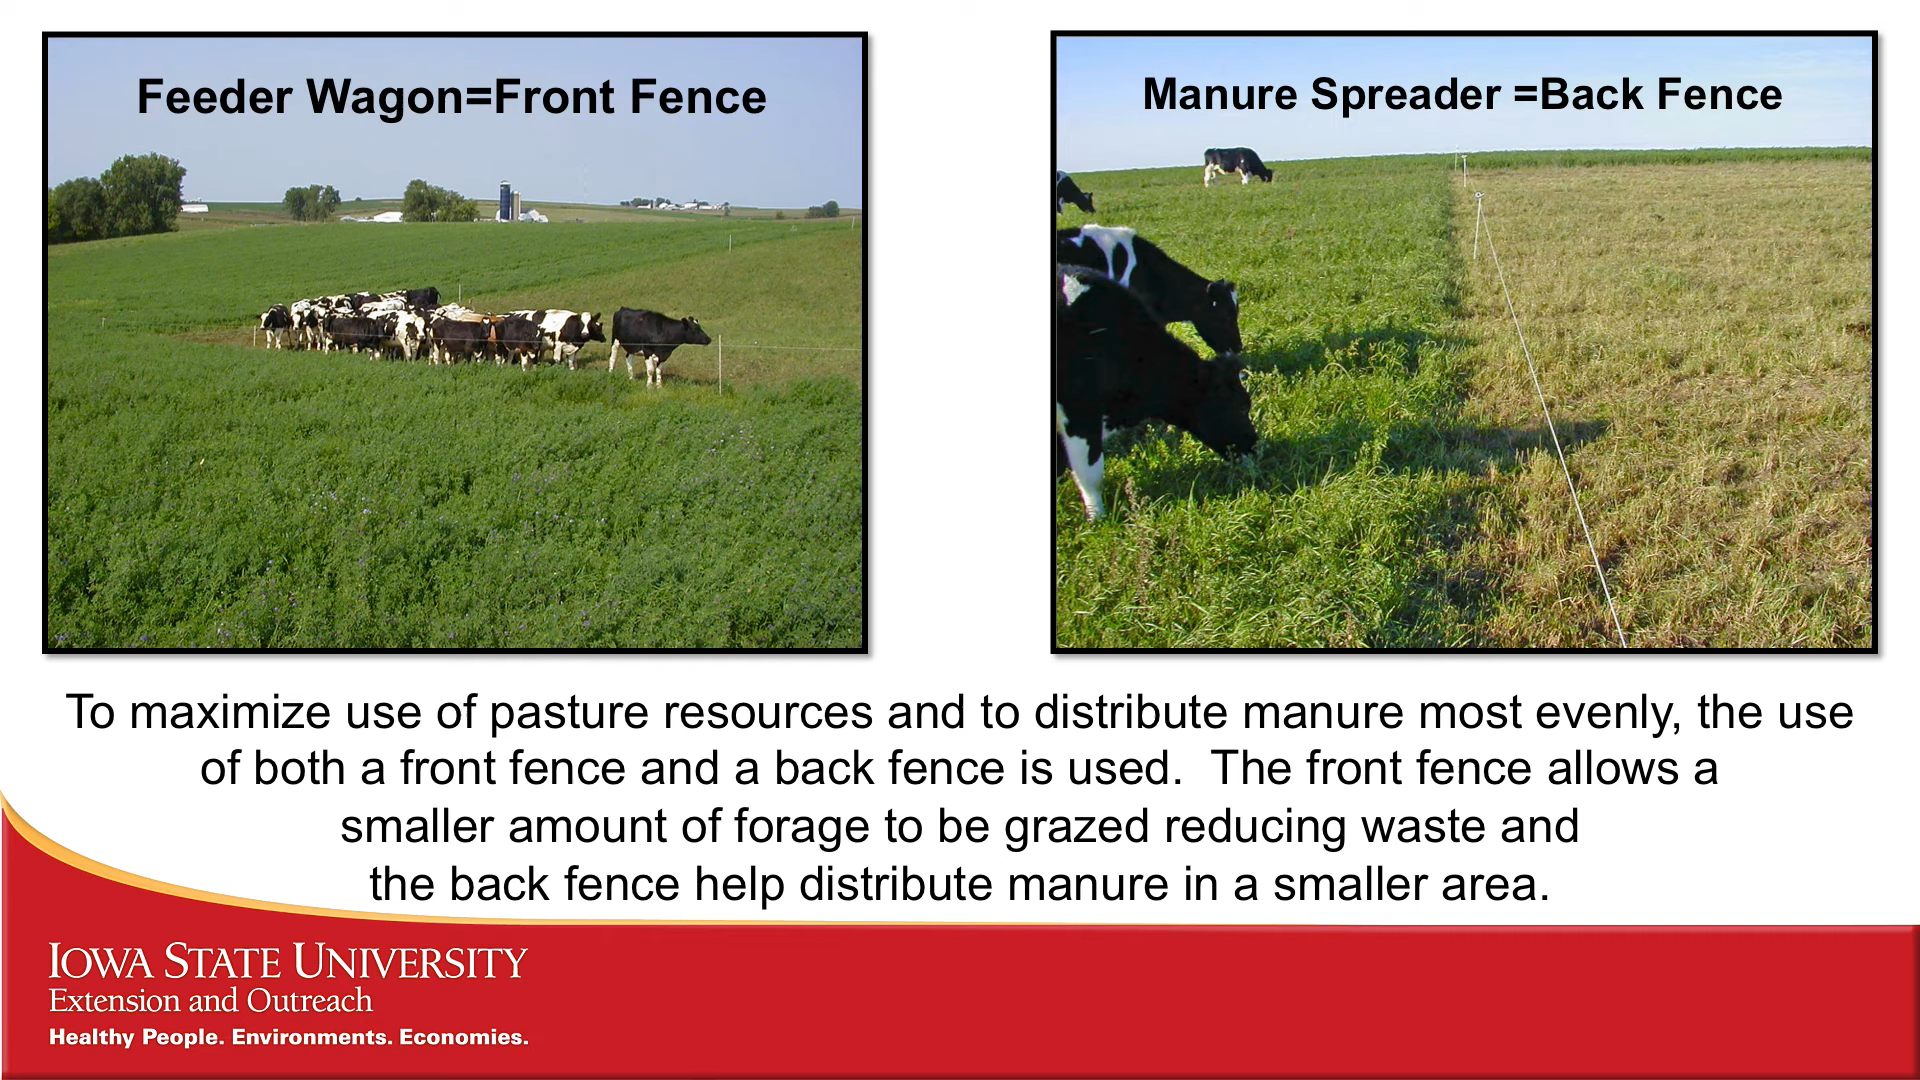 Feeder Wagon=Front Fence
Manure Spreader =Back Fence
To maximize use of pasture resources and to distribute manure most evenly, the use
of both a front fence and a back fence is used.  The front fence allows a
smaller amount of forage to be grazed reducing waste and
the back fence help distribute manure in a smaller area.
IOWA STATE UNIVERSITY
Extension and Outreach
Healthy People. Environments. Economies.